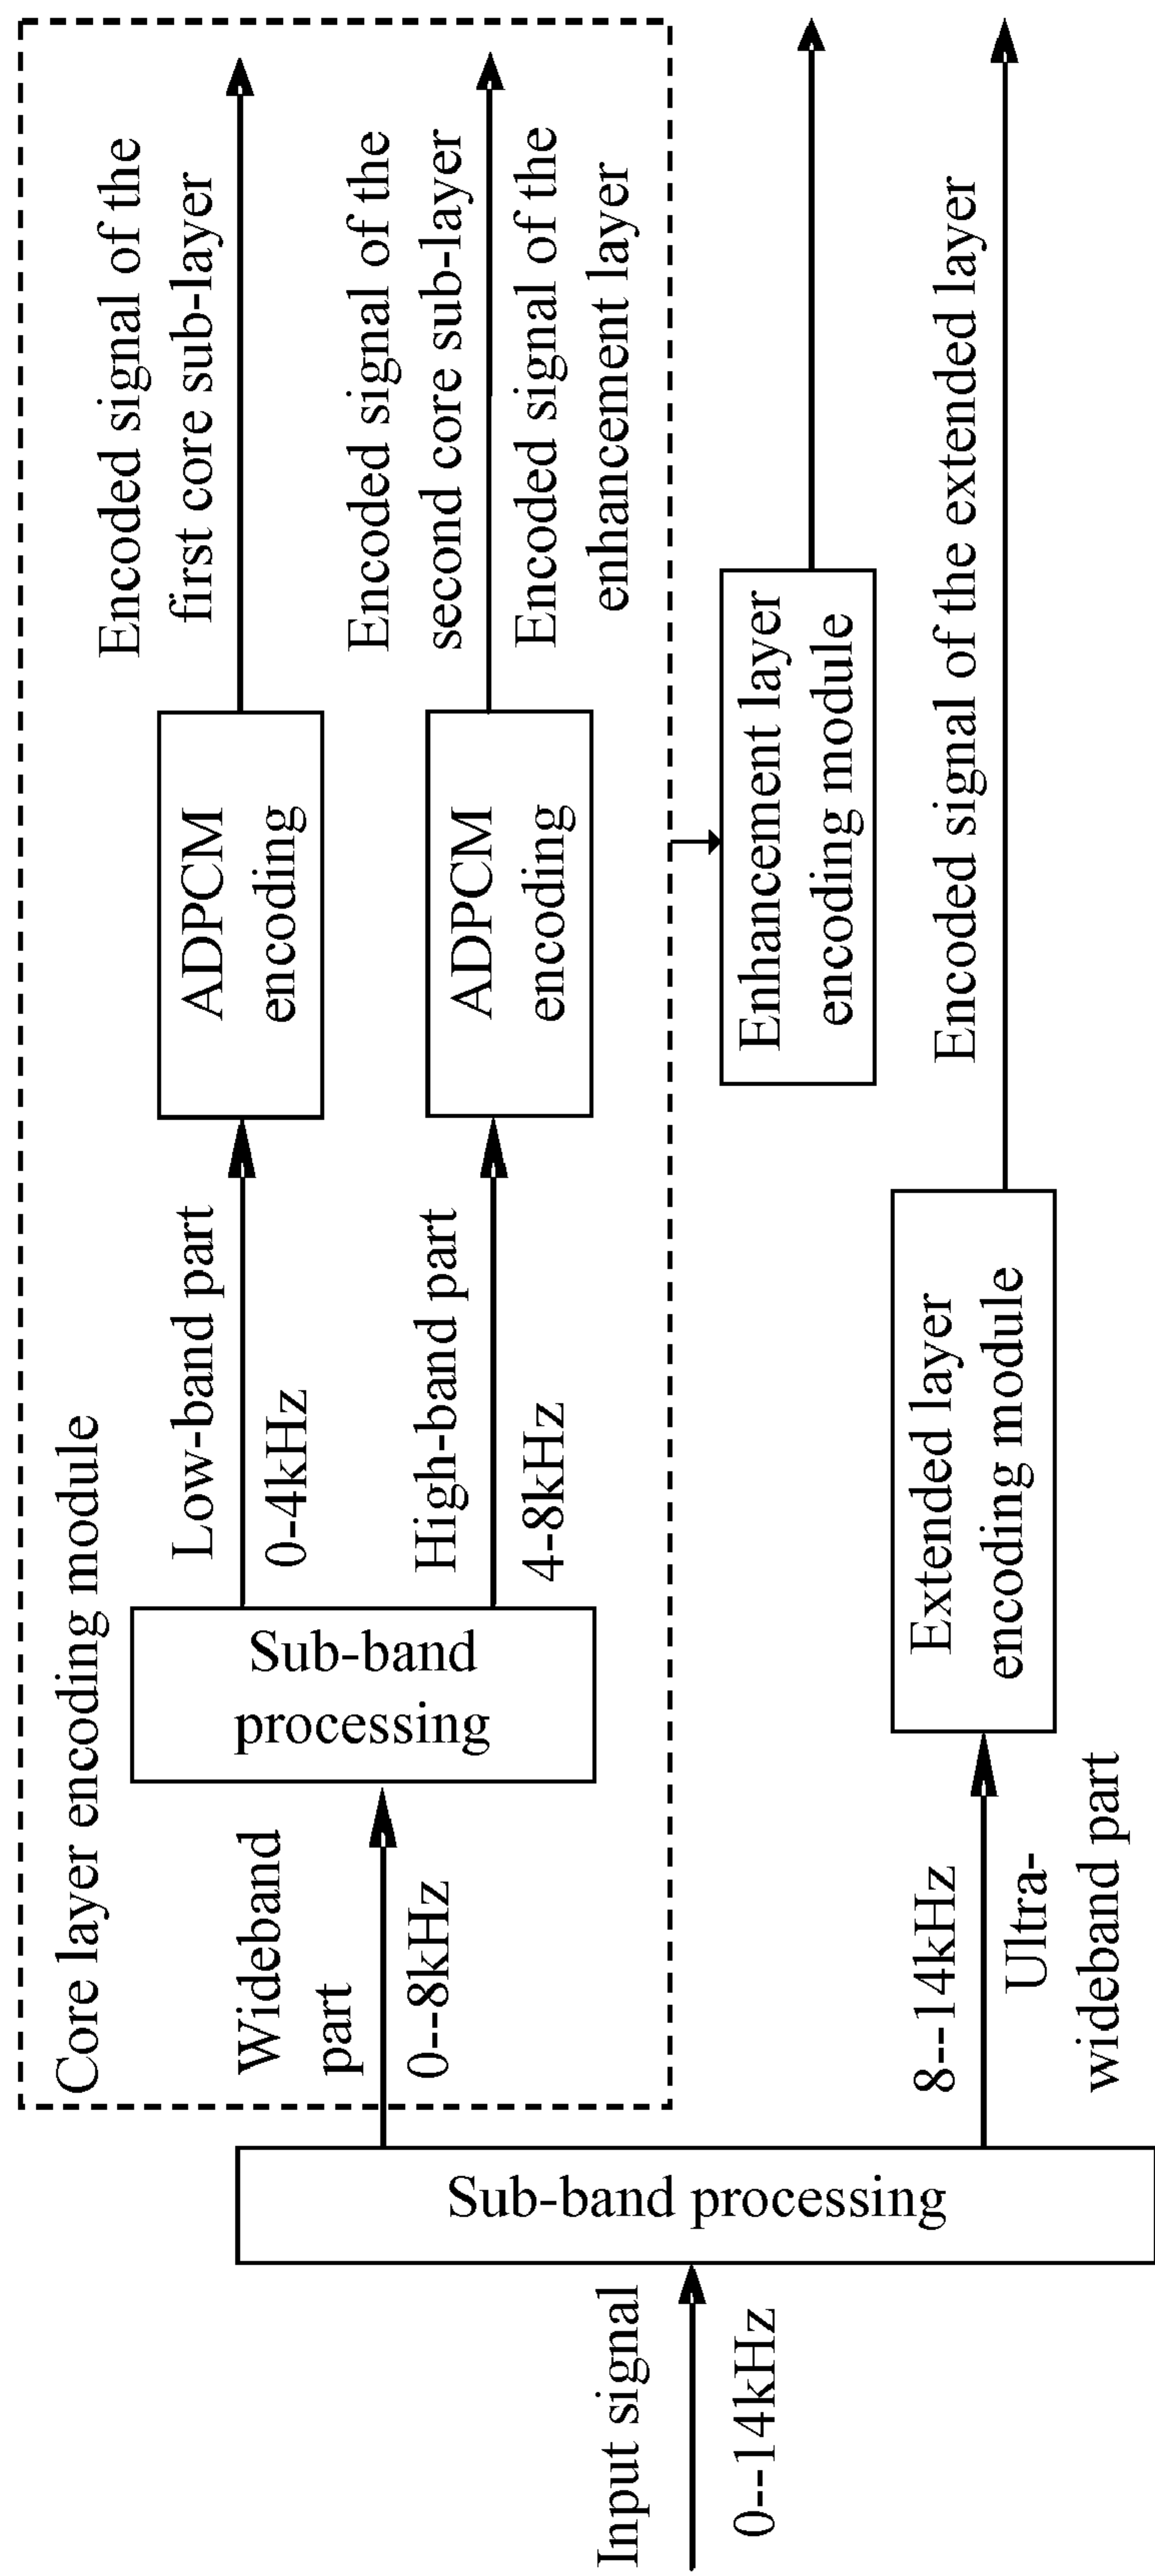 Core layer encoding module
Input signal
0--14kHz
Sub-band processing
Wideband
part
0--8kHz
Sub-band
processing
Low-band part
0-4kHz
ADPCM
encoding
Encoded signal of the
first core sub-layer
High-band part
4-8kHz
ADPCM
encoding
Encoded signal of the
second core sub-layer
Encoded signal of the
enhancement layer
Enhancement layer
encoding module
8--14kHz
Ultra-
wideband part
Extended layer
encoding module
Encoded signal of the extended layer